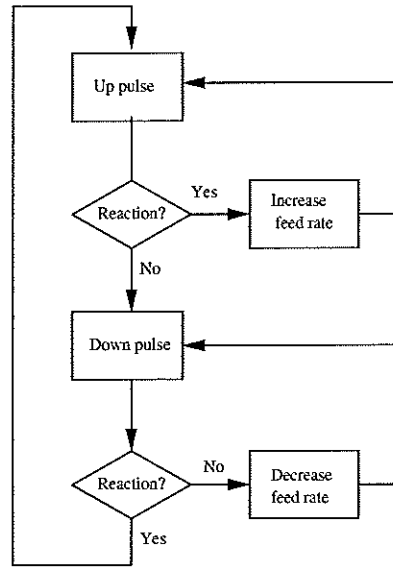 Up pulse
Yes
Reaction?
Increase
feed rate
No
Down pulse
No
Reaction?
Decrease
feed rate
Yes